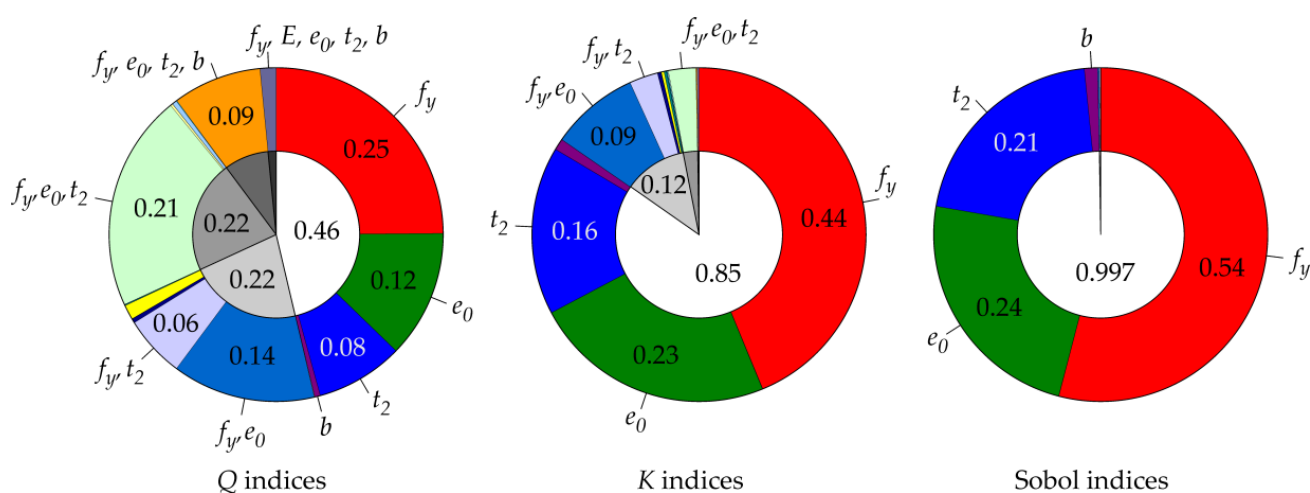 f_y, E, e_0, t_2, b
f_y, e_0, t_2, b
f_y
0.09
0.25
f_y,e_0,t_2
0.21
0.22
0.46
0.22
0.12
e_0
0.06
0.14
0.08
f_y,t_2
f_y,e_0
b
t_2
Q indices
f_y,e_0,t_2
f_y,t_2
f_y,e_0
0.09
0.12
f_y
0.44
t_2
0.16
0.85
0.23
e_0
K indices
b
t_2
0.21
0.997
0.54
f_y
0.24
e_0
Sobol indices